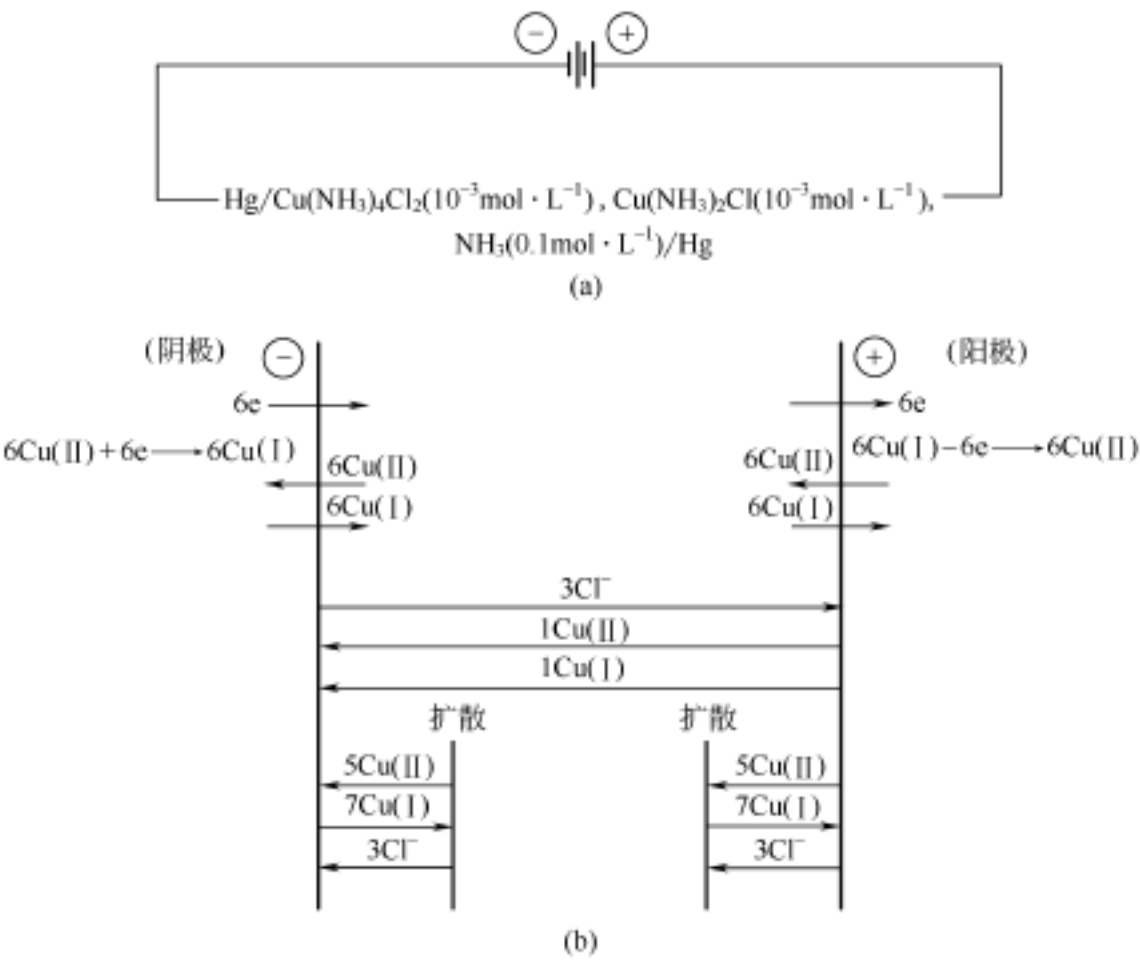 ⊖ ⊕
Hg/Cu(NH₃)₄Cl₂(10⁻³mol · L⁻¹), Cu(NH₃)₂Cl(10⁻³mol · L⁻¹),
NH₃(0.1mol · L⁻¹)/Hg
(a)
(阴极) ⊖ ⊕ (阳极)
6e 6e
6Cu(Ⅱ)+6e→6Cu(Ⅰ) 6Cu(Ⅰ)−6e→6Cu(Ⅱ)
6Cu(Ⅱ) 6Cu(Ⅱ)
6Cu(Ⅰ) 6Cu(Ⅰ)
3Cl⁻
1Cu(Ⅱ)
1Cu(Ⅰ)
扩散 扩散
5Cu(Ⅱ) 5Cu(Ⅱ)
7Cu(Ⅰ) 7Cu(Ⅰ)
3Cl⁻ 3Cl⁻
(b)